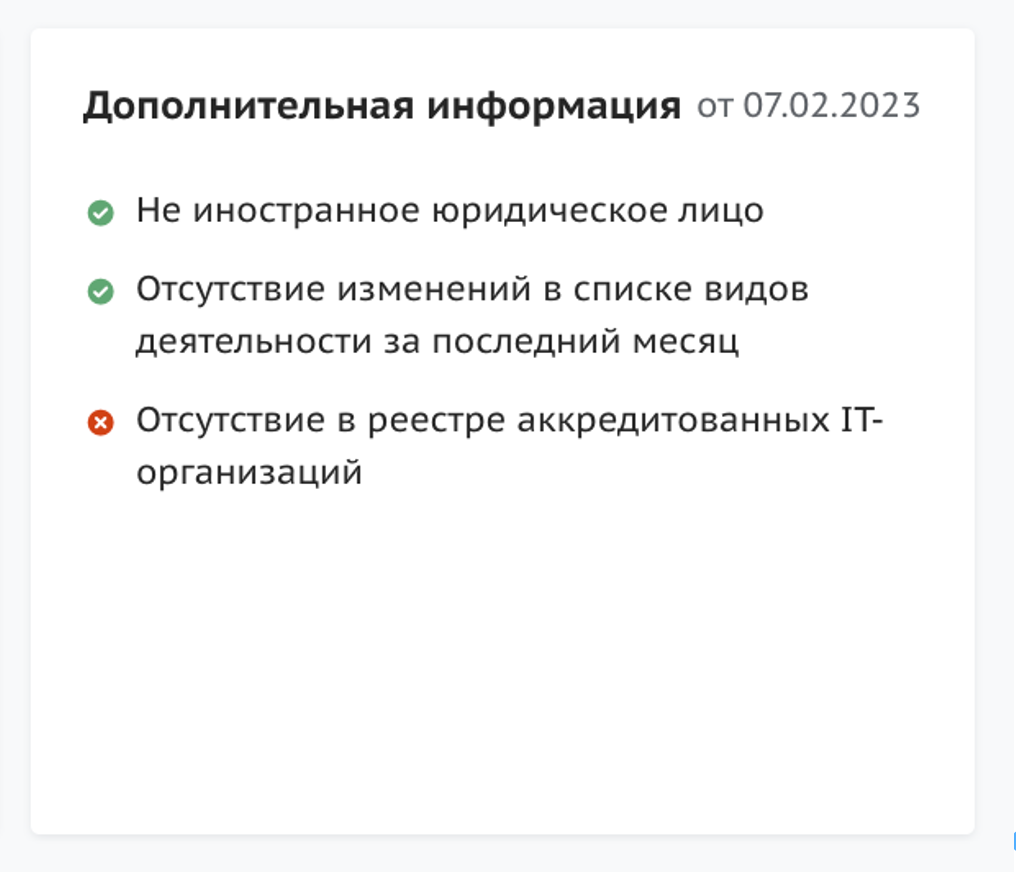 Дополнительная информация от 07.02.2023
Не иностранное юридическое лицо
Отсутствие изменений в списке видов
деятельности за последний месяц
Отсутствие в реестре аккредитованных IT-
организаций